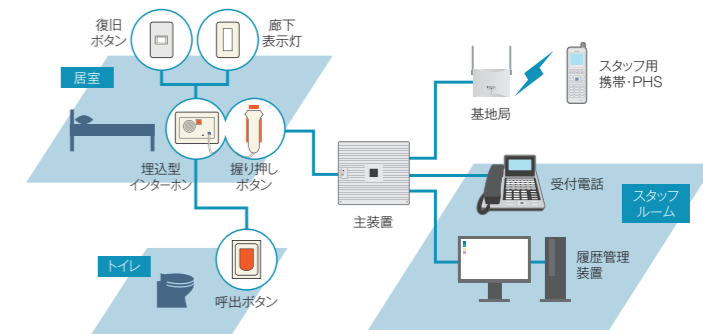 復旧
ボタン
廊下
表示灯
居室
埋込型
インターホン
握り押し
ボタン
トイレ
呼出ボタン
主装置
基地局
スタッフ用
携帯・PHS
受付電話
スタッフ
ルーム
履歴管理
装置